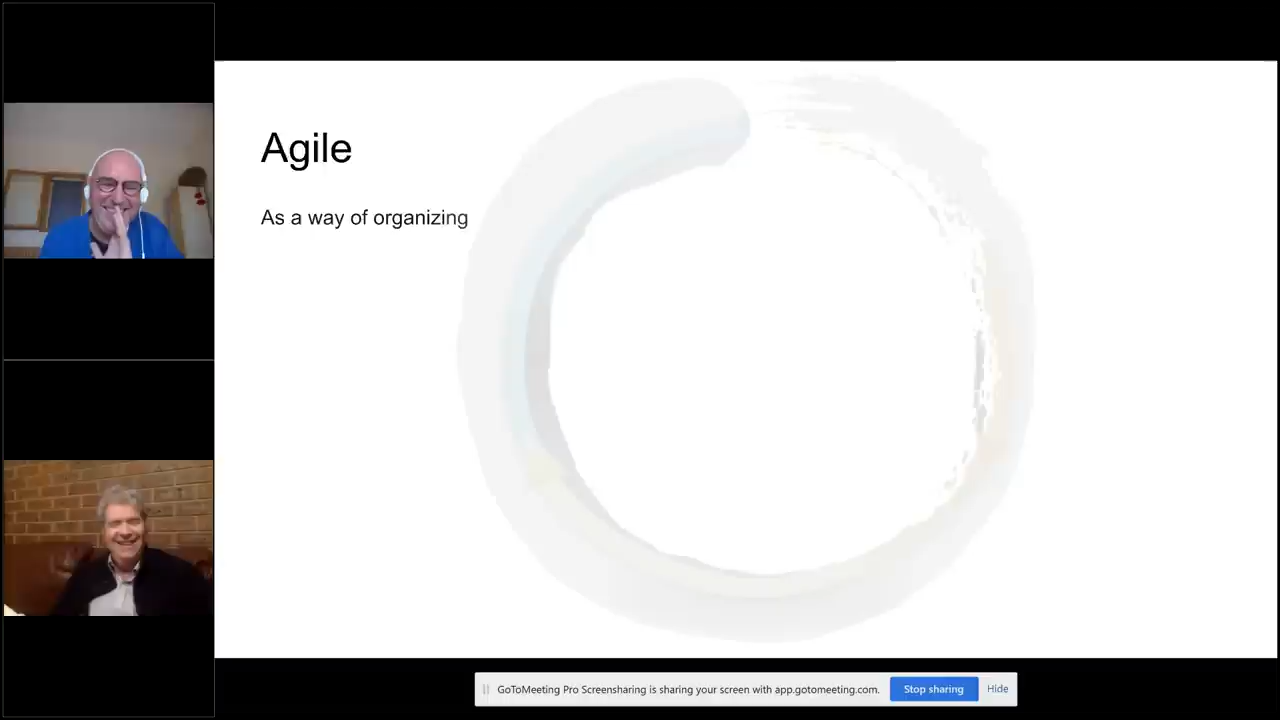 Agile
As a way of organizing
GoToMeeting Pro Screensharing is sharing your screen with app.gotomeeting.com.
Stop sharing
Hide